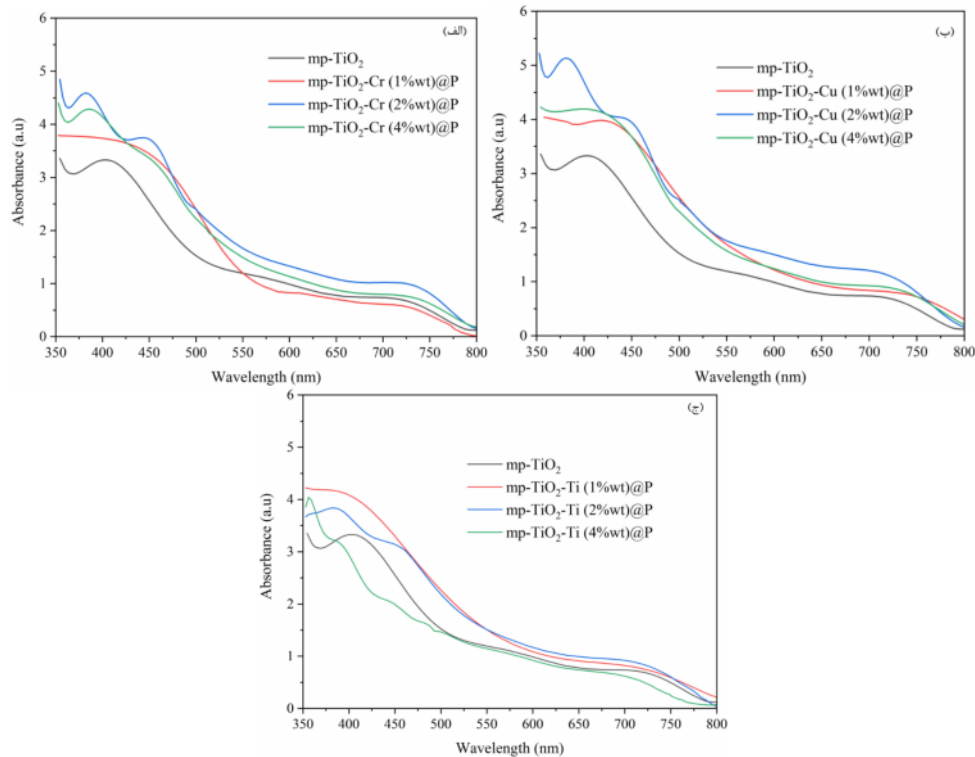 (الف)
mp-TiO₂
mp-TiO₂-Cr (1%wt)@P
mp-TiO₂-Cr (2%wt)@P
mp-TiO₂-Cr (4%wt)@P
Absorbance (a.u)
6
5
4
3
2
1
0
350 400 450 500 550 600 650 700 750 800
Wavelength (nm)
(ب)
mp-TiO₂
mp-TiO₂-Cu (1%wt)@P
mp-TiO₂-Cu (2%wt)@P
mp-TiO₂-Cu (4%wt)@P
Absorbance (a.u)
6
5
4
3
2
1
0
350 400 450 500 550 600 650 700 750 800
Wavelength (nm)
(ج)
mp-TiO₂
mp-TiO₂-Ti (1%wt)@P
mp-TiO₂-Ti (2%wt)@P
mp-TiO₂-Ti (4%wt)@P
Absorbance (a.u)
6
5
4
3
2
1
0
350 400 450 500 550 600 650 700 750 800
Wavelength (nm)